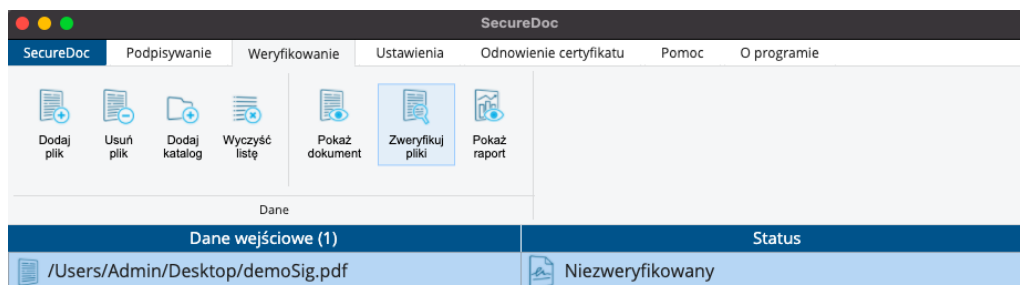 SecureDoc
SecureDoc Podpisywanie Weryfikowanie Ustawienia Odnowienie certyfikatu Pomoc O programie
Dodaj plik
Usuń plik
Dodaj katalog
Wyczyść listę
Pokaż dokument
Zweryfikuj pliki
Pokaż raport
Dane
Dane wejściowe (1) Status
/Users/Admin/Desktop/demoSig.pdf Niezweryfikowany